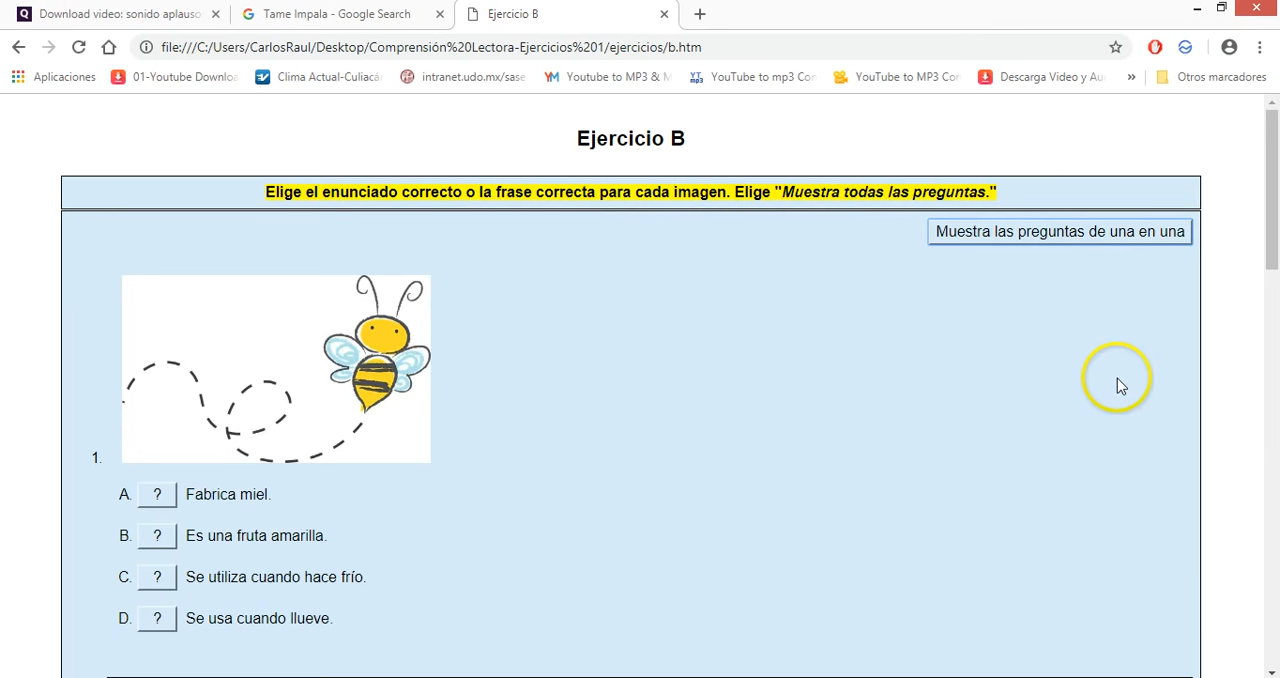 Download video: sonido aplauso
Tame Impala - Google Search
Ejercicio B
file:///C:/Users/CarlosRaul/Desktop/Comprensión%20Lectora-Ejercicios%201/ejercicios/b.htm
Aplicaciones 01-Youtube Downloa Clima Actual-Culiacán intranet.udo.mx/sase Youtube to MP3 & M YouTube to mp3 Con YouTube to MP3 Con Descarga Video y Au » Otros marcadores
Ejercicio B
Elige el enunciado correcto o la frase correcta para cada imagen. Elige "Muestra todas las preguntas."
Muestra las preguntas de una en una
1.
A. ? Fabrica miel.
B. ? Es una fruta amarilla.
C. ? Se utiliza cuando hace frío.
D. ? Se usa cuando llueve.